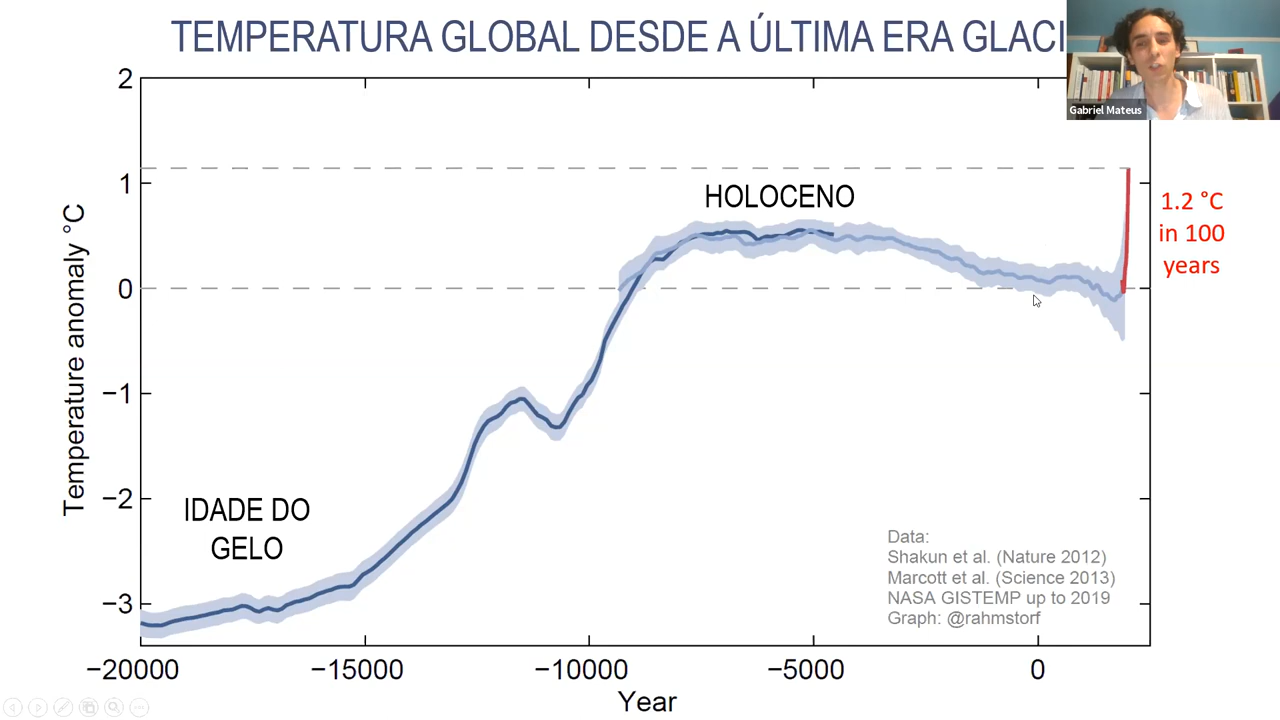 TEMPERATURA GLOBAL DESDE A ÚLTIMA ERA GLACI
Gabriel Mateus
2
1
0
−1
−2
−3
Temperature anomaly °C
HOLOCENO
1.2 °C
in 100
years
IDADE DO
GELO
Data:
Shakun et al. (Nature 2012)
Marcott et al. (Science 2013)
NASA GISTEMP up to 2019
Graph: @rahmstorf
−20000
−15000
−10000
−5000
0
Year